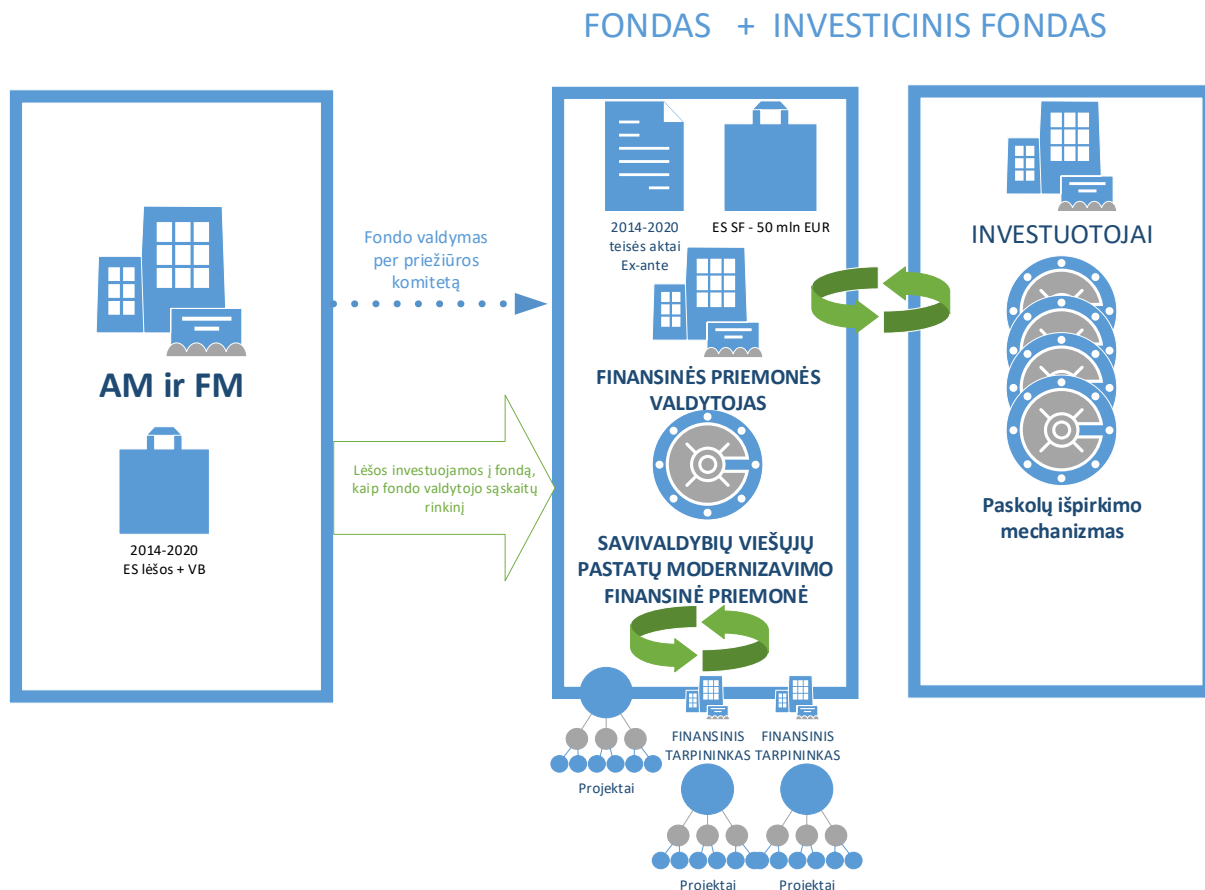 FONDAS + INVESTICINIS FONDAS
AM ir FM
2014-2020
ES lėšos + VB
Fondo valdymas
per priežiūros
komitetą
Lėšos investuojamos į fondą,
kaip fondo valdytojo sąskaitų
rinkinį
2014-2020
teisės aktai
Ex-ante
ES SF - 50 mln EUR
FINANSINĖS PRIEMONĖS
VALDYTOJAS
SAVIVALDYBIŲ VIEŠŲJŲ
PASTATŲ MODERNIZAVIMO
FINANSINĖ PRIEMONĖ
INVESTUOTOJAI
Paskolų išpirkimo
mechanizmas
Projektai
FINANSINIS
TARPININKAS
Projektai
FINANSINIS
TARPININKAS
Projektai